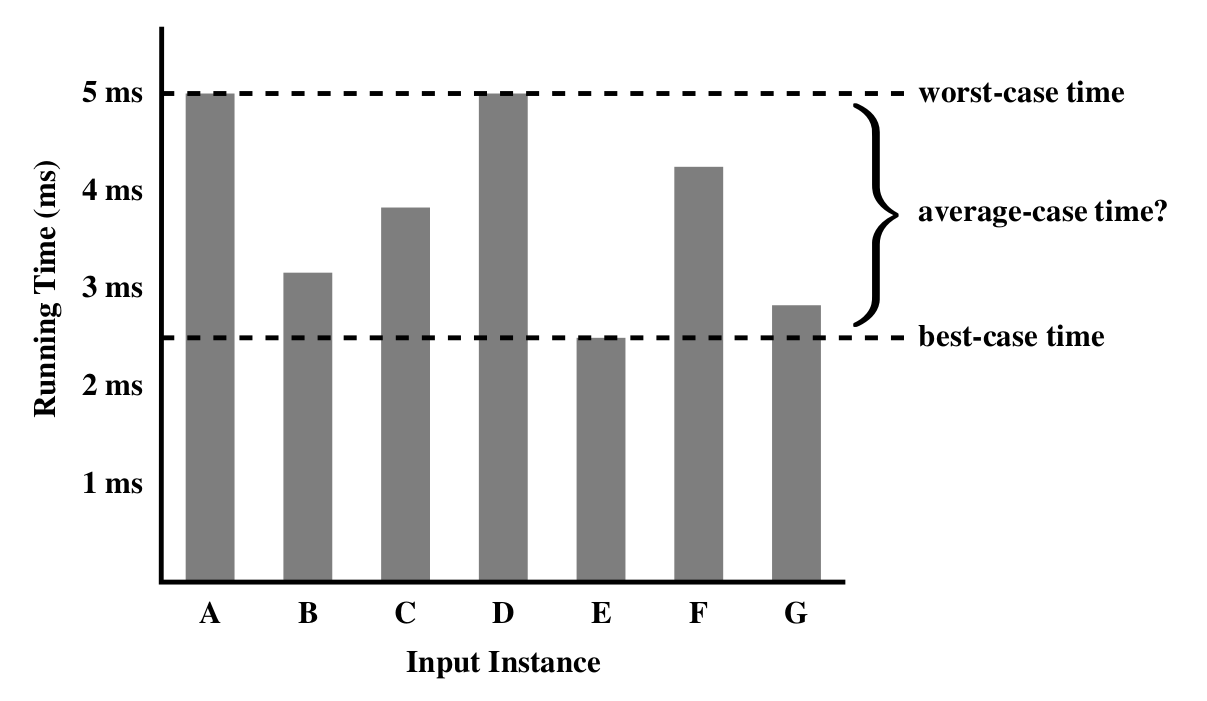 5 ms
worst-case time
4 ms
average-case time?
3 ms
best-case time
2 ms
1 ms
Running Time (ms)
A B C D E F G
Input Instance